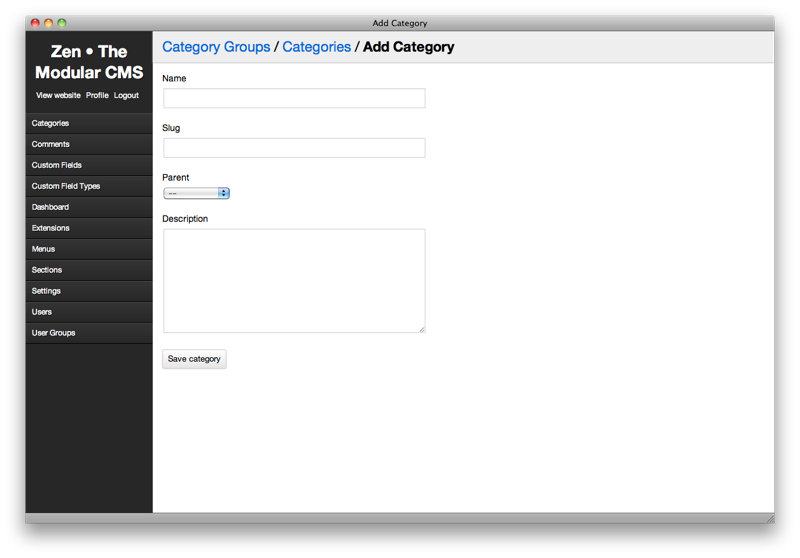 Add Category
Zen • The
Modular CMS
View website Profile Logout
Categories
Comments
Custom Fields
Custom Field Types
Dashboard
Extensions
Menus
Sections
Settings
Users
User Groups
Category Groups / Categories / Add Category
Name
Slug
Parent
--
Description
Save category